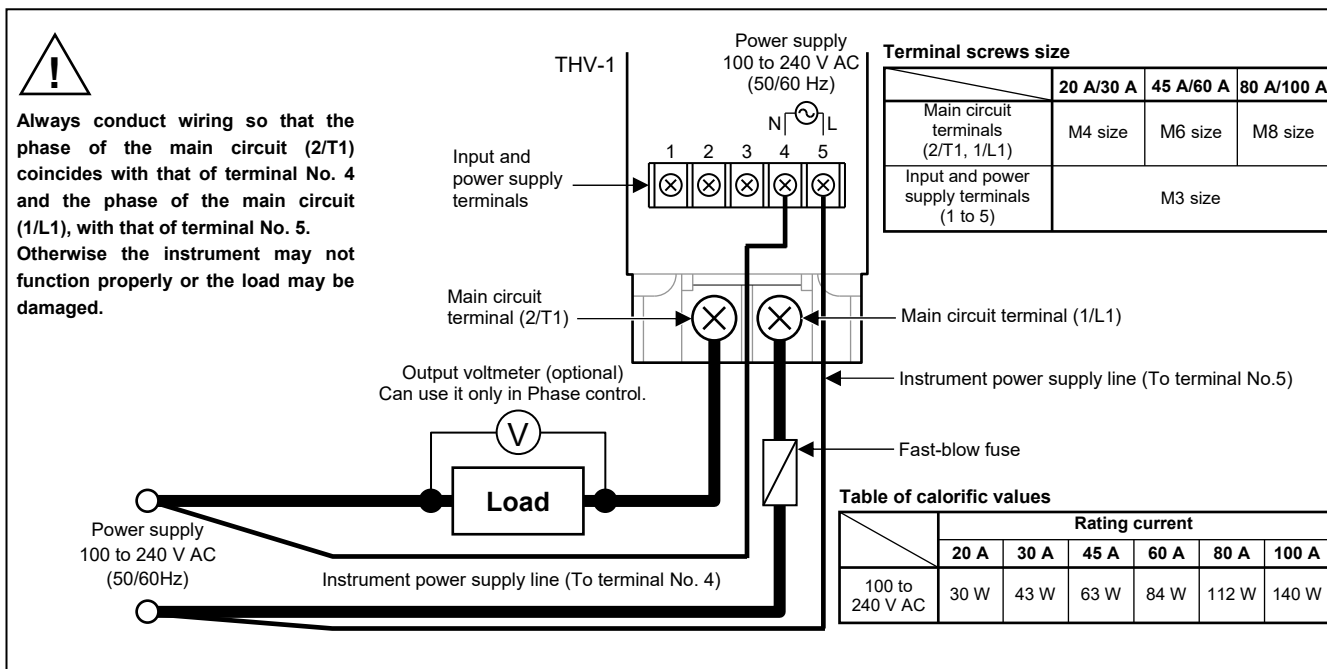 !
Always conduct wiring so that the
phase of the main circuit (2/T1)
coincides with that of terminal No. 4
and the phase of the main circuit
(1/L1), with that of terminal No. 5.
Otherwise the instrument may not
function properly or the load may be
damaged.
THV-1
Power supply
100 to 240 V AC
(50/60 Hz)
N L
1 2 3 4 5
Input and
power supply
terminals
Main circuit
terminal (2/T1)
Main circuit terminal (1/L1)
Instrument power supply line (To terminal No.5)
Fast-blow fuse
Output voltmeter (optional)
Can use it only in Phase control.
V
Load
Power supply
100 to 240 V AC
(50/60Hz)
Instrument power supply line (To terminal No. 4)
Terminal screws size
20 A/30 A 45 A/60 A 80 A/100 A
Main circuit
terminals
(2/T1, 1/L1)
M4 size M6 size M8 size
Input and power
supply terminals
(1 to 5)
M3 size
Table of calorific values
Rating current
20 A 30 A 45 A 60 A 80 A 100 A
100 to
240 V AC
30 W 43 W 63 W 84 W 112 W 140 W